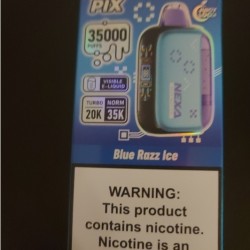 PIX
35000
PUFFS
VISIBLE
E-LIQUID
TURBO NORM
20K 35K
NEXA
Blue Razz Ice
WARNING:
This product
contains nicotine.
Nicotine is an